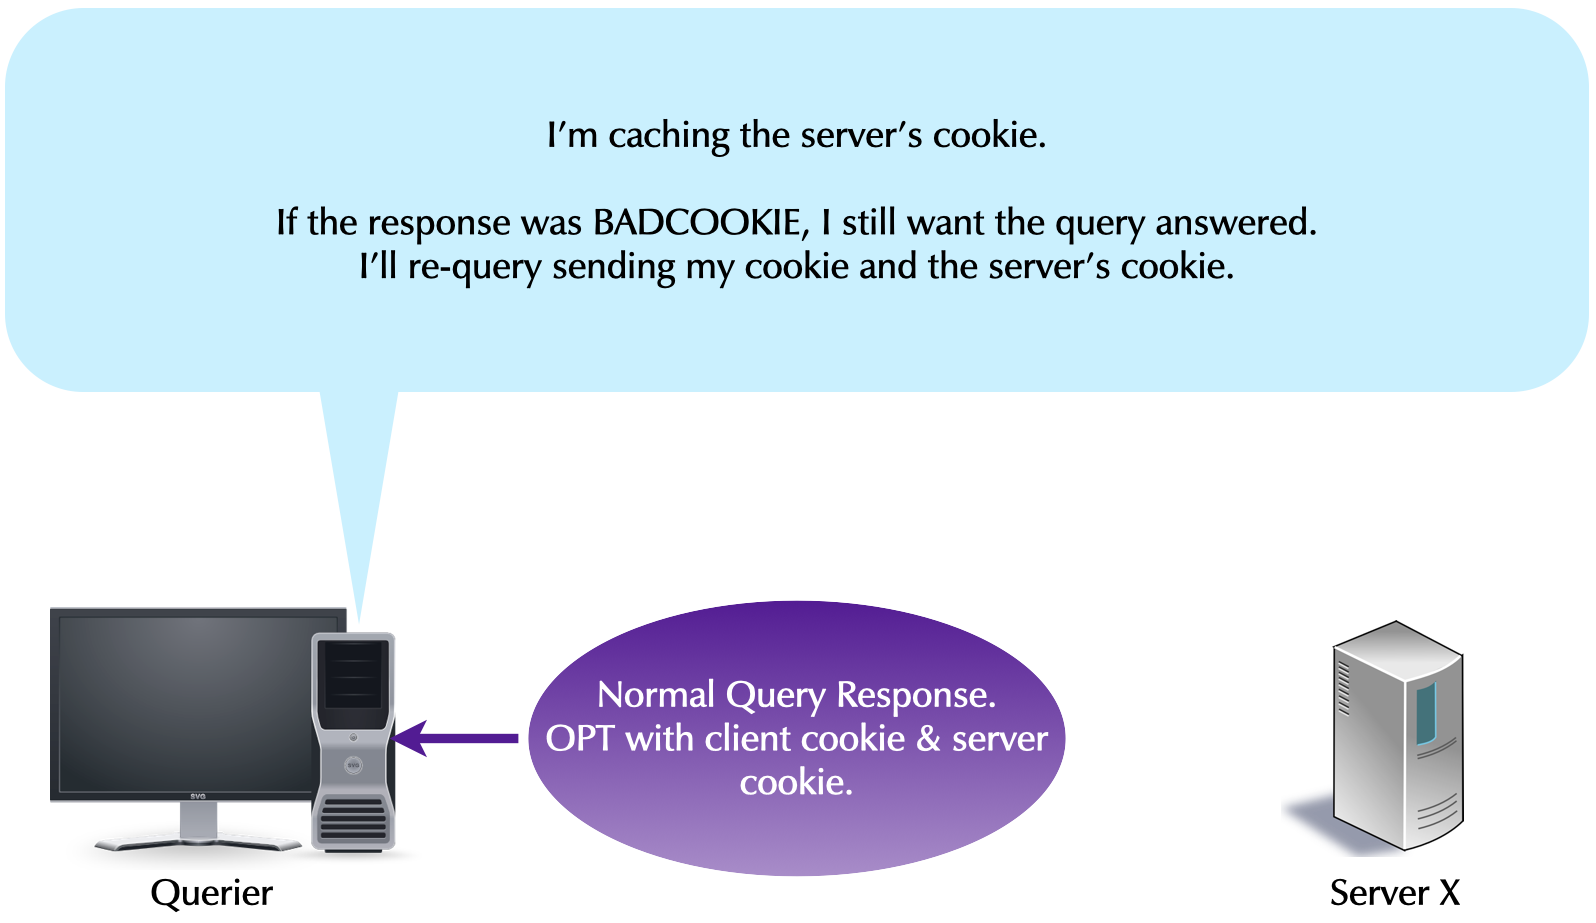 I’m caching the server’s cookie.
If the response was BADCOOKIE, I still want the query answered.
I’ll re-query sending my cookie and the server’s cookie.
Normal Query Response.
OPT with client cookie & server
cookie.
SVG
SVG
Querier
Server X